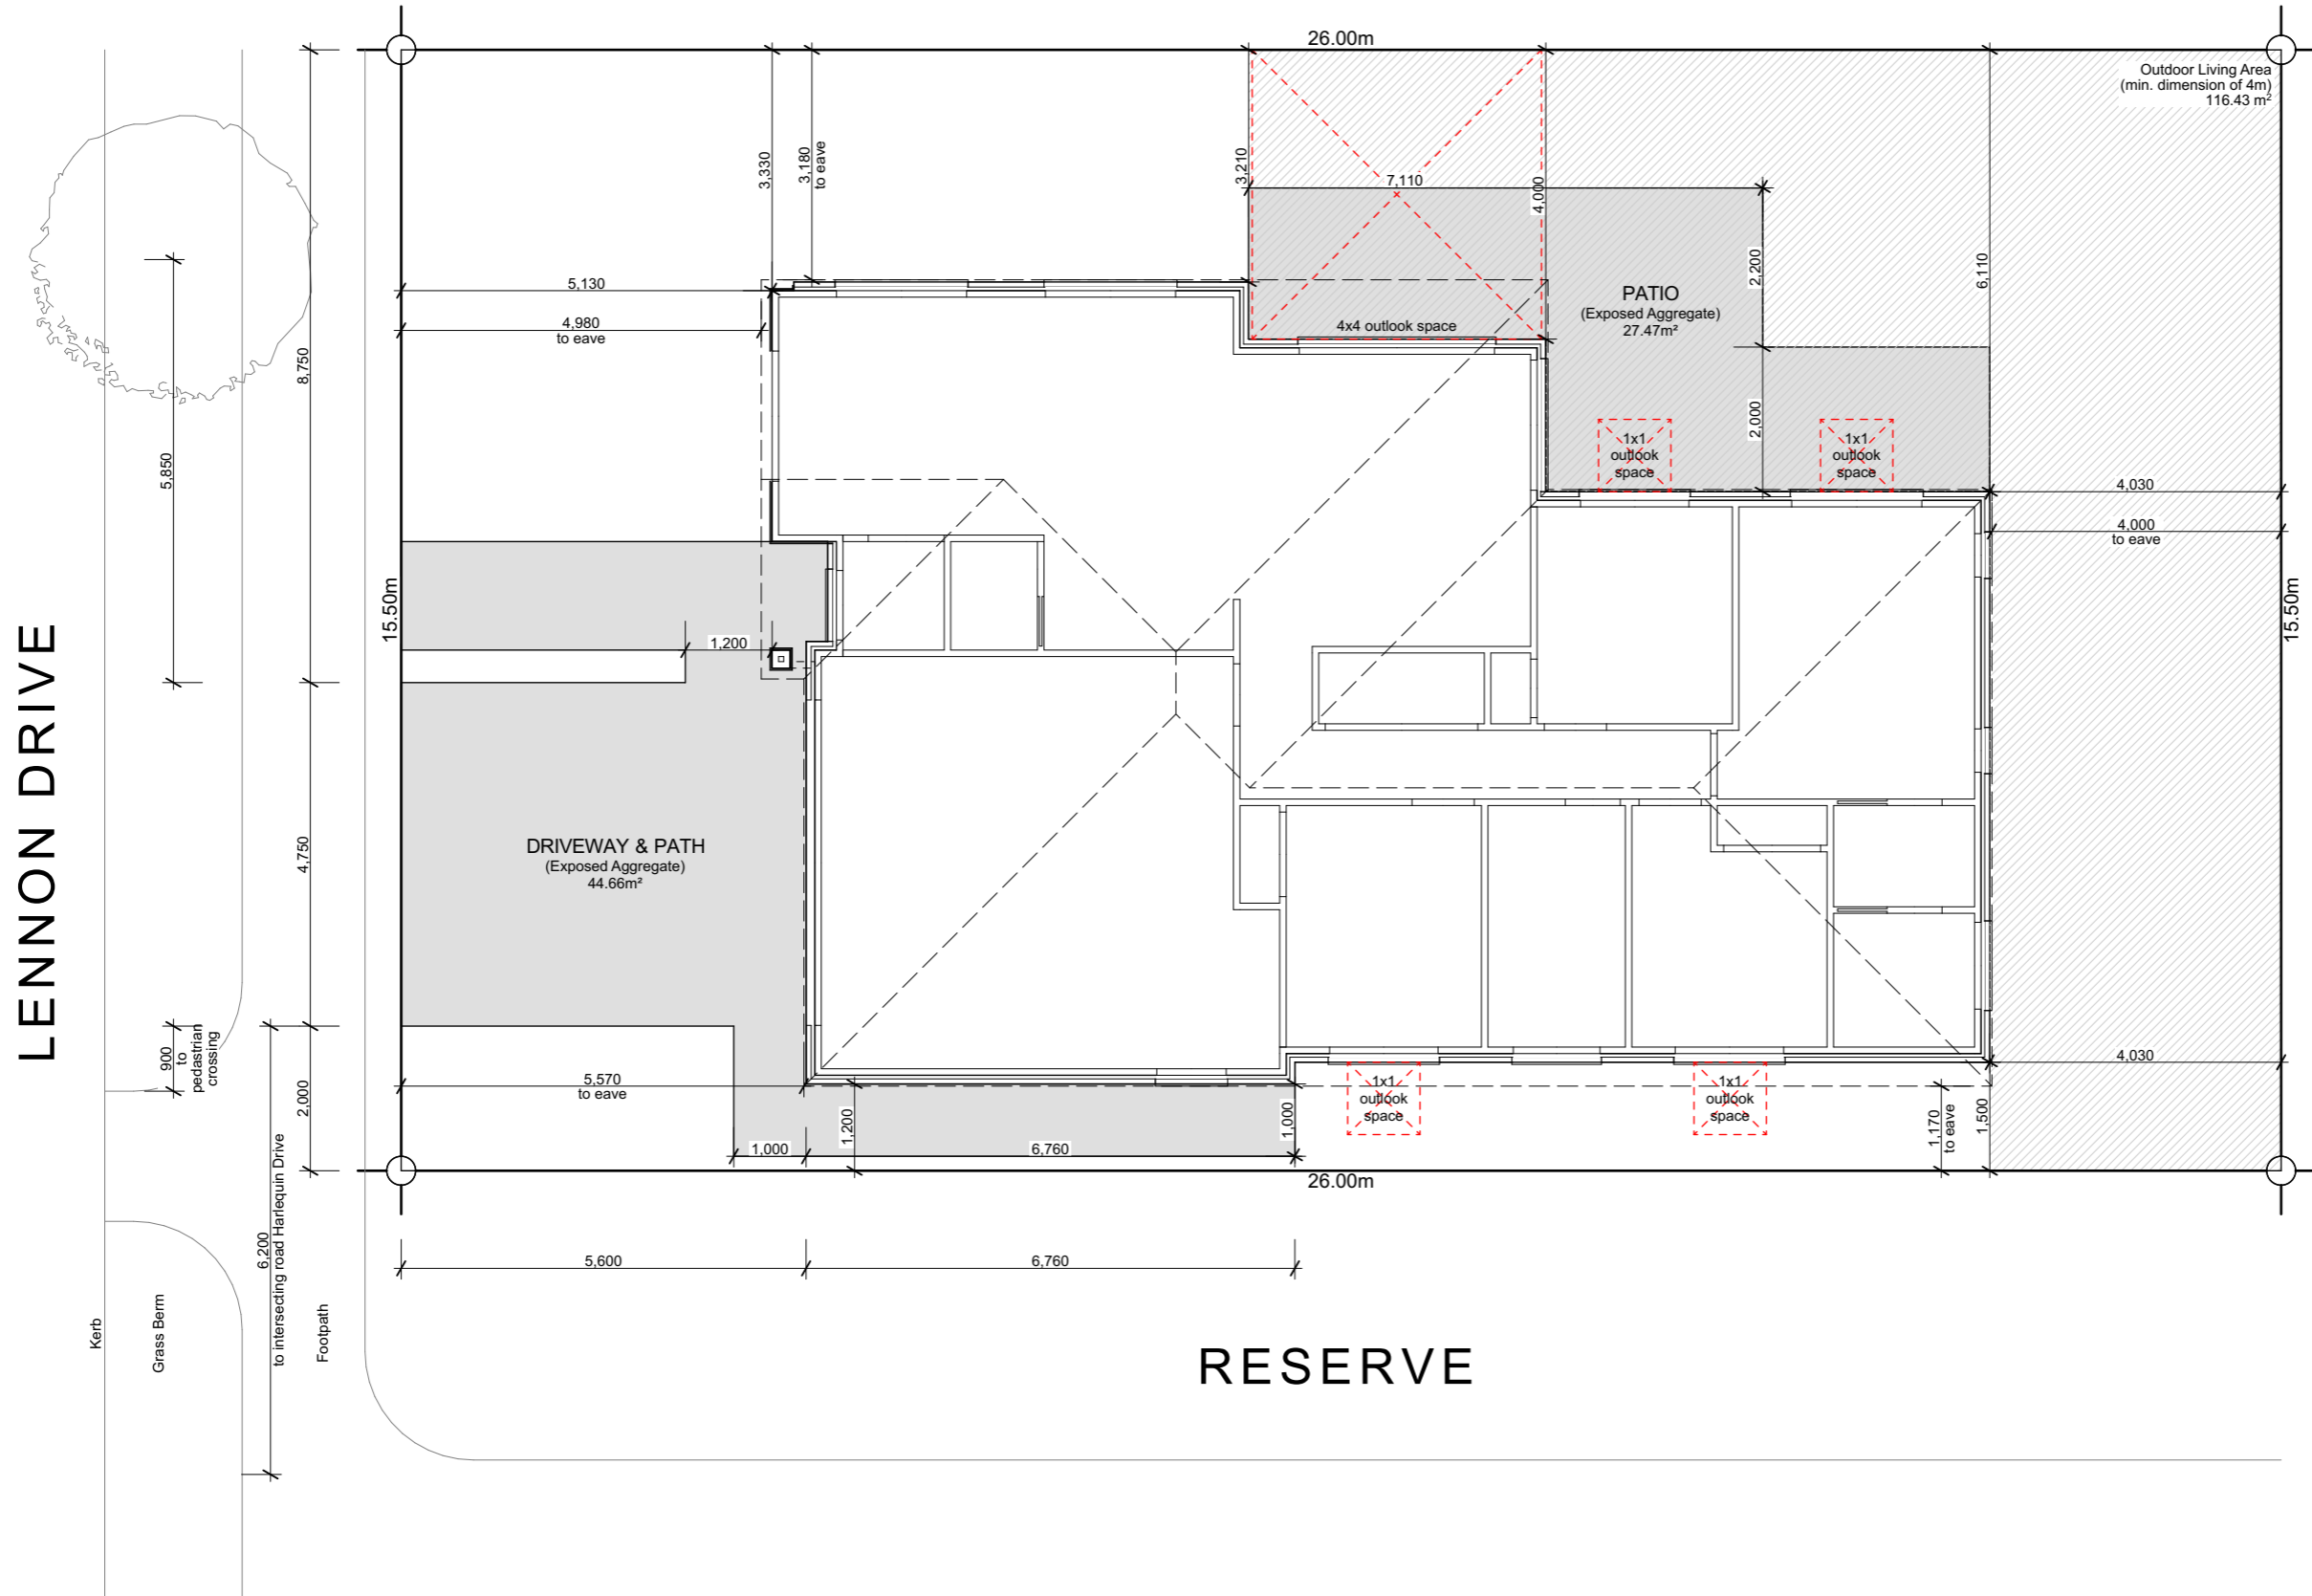 26.00m
Outdoor Living Area
(min. dimension of 4m)
116.43 m²
3,330
3,180
to eave
3,210
7,110
4,000
2,200
6,110
5,130
4,980
to eave
PATIO
(Exposed Aggregate)
27.47m²
4x4 outlook space
8,750
5,850
2,000
1x1
outlook
space
1x1
outlook
space
4,030
4,000
to eave
15.50m
15.50m
1,200
LENNON DRIVE
DRIVEWAY & PATH
(Exposed Aggregate)
44.66m²
4,750
900
to
pedastrian
crossing
2,000
5,570
to eave
1,200
1,000
6,760
1,000
1x1
outlook
space
1x1
outlook
space
4,030
1,170
to eave
1,500
26.00m
6,200
to intersecting road Harlequin Drive
5,600
6,760
Kerb
Grass Berm
Footpath
RESERVE